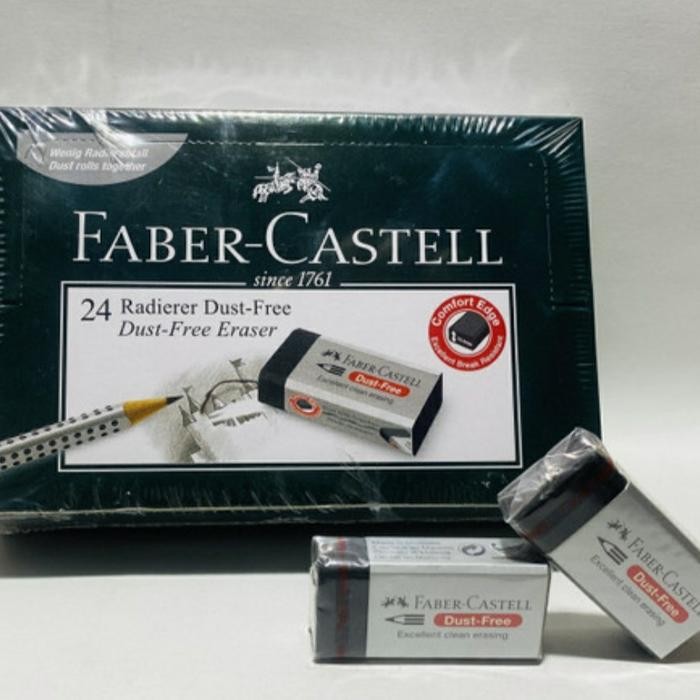 Wenig Radierabfall
Dust rolls together
FABER-CASTELL
since 1761
24 Radierer Dust-Free
Dust-Free Eraser
Comfort Edge
Excellent Break Resistant
FABER-CASTELL
Dust-Free
Excellent clean erasing
FABER-CASTELL
Dust-Free
Excellent clean erasing
FABER-CASTELL
Dust-Free
Excellent clean erasing